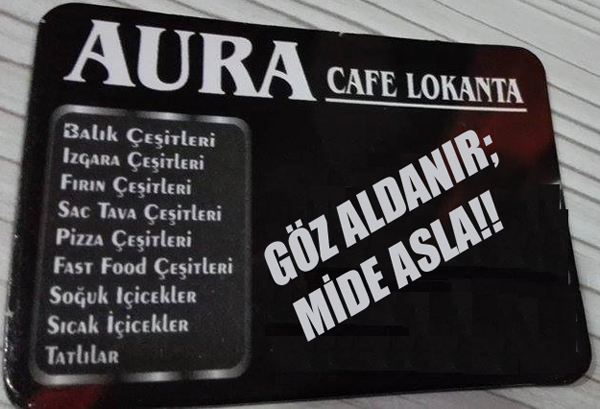 AURA CAFE LOKANTA
Balık Çeşitleri
Izgara Çeşitleri
Fırın Çeşitleri
Sac Tava Çeşitleri
Pizza Çeşitleri
Fast Food Çeşitleri
Soğuk Içicekler
Sıcak İçicekler
Tatlılar
GÖZ ALDANIR;
MİDE ASLA!!